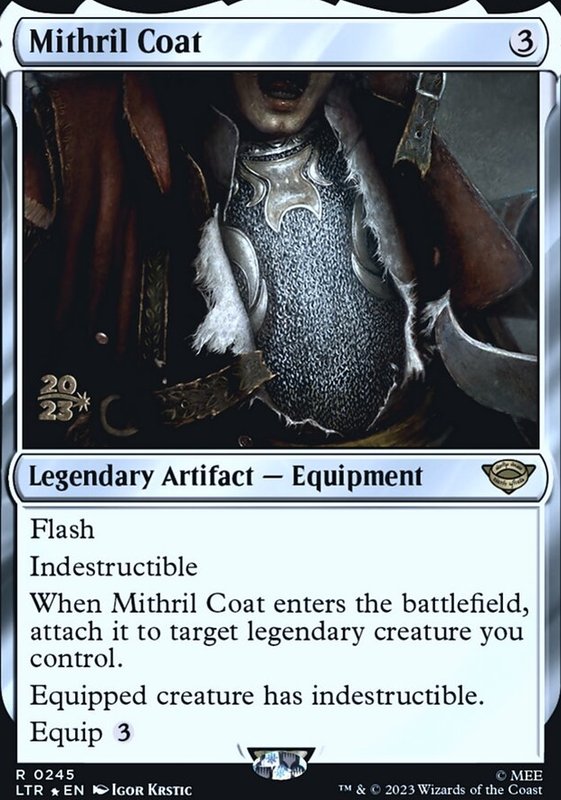 Mithril Coat 3
20
23
Legendary Artifact — Equipment
Flash
Indestructible
When Mithril Coat enters the battlefield,
attach it to target legendary creature you
control.
Equipped creature has indestructible.
Equip 3
R 0245
LTR ★ EN Igor Krstic
© MEE
™ & © 2023 Wizards of the Coast